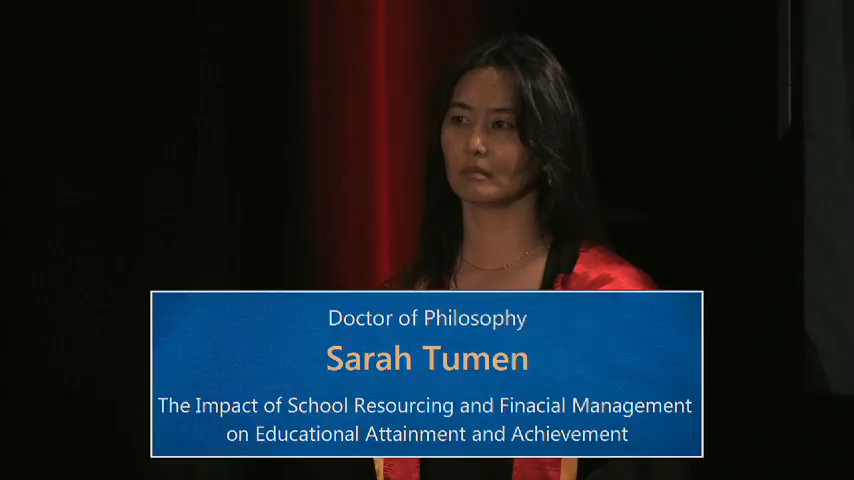 Doctor of Philosophy
Sarah Tumen
The Impact of School Resourcing and Finacial Management
on Educational Attainment and Achievement